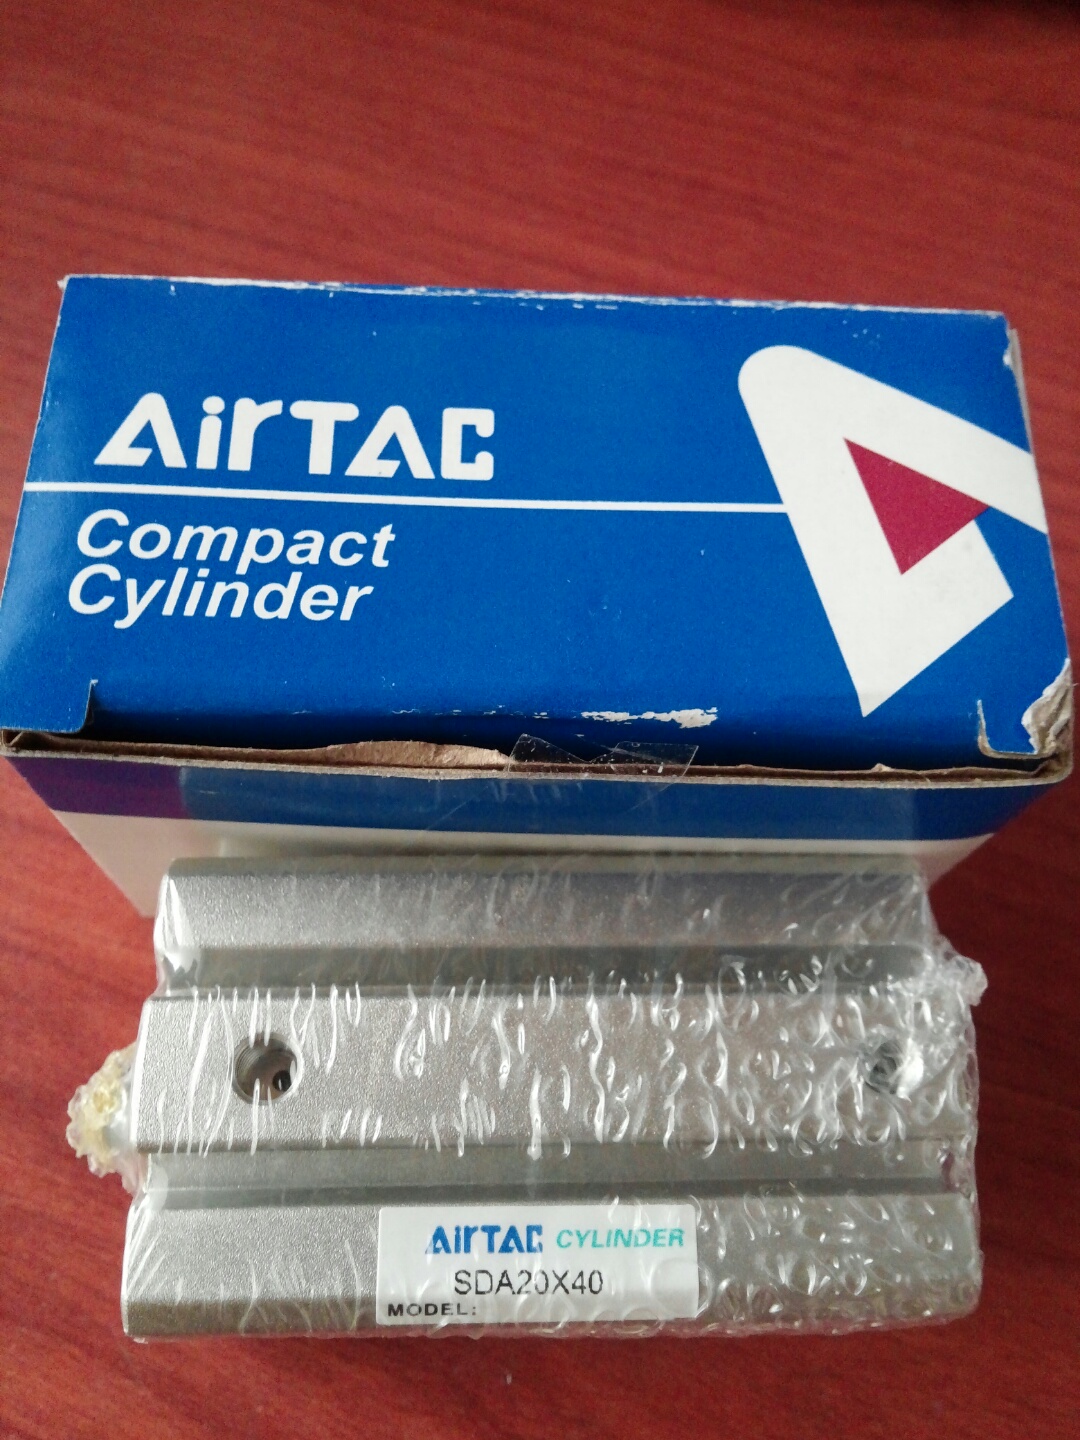 AirTAC
Compact
Cylinder
AirTAC CYLINDER
SDA20X40
MODEL: